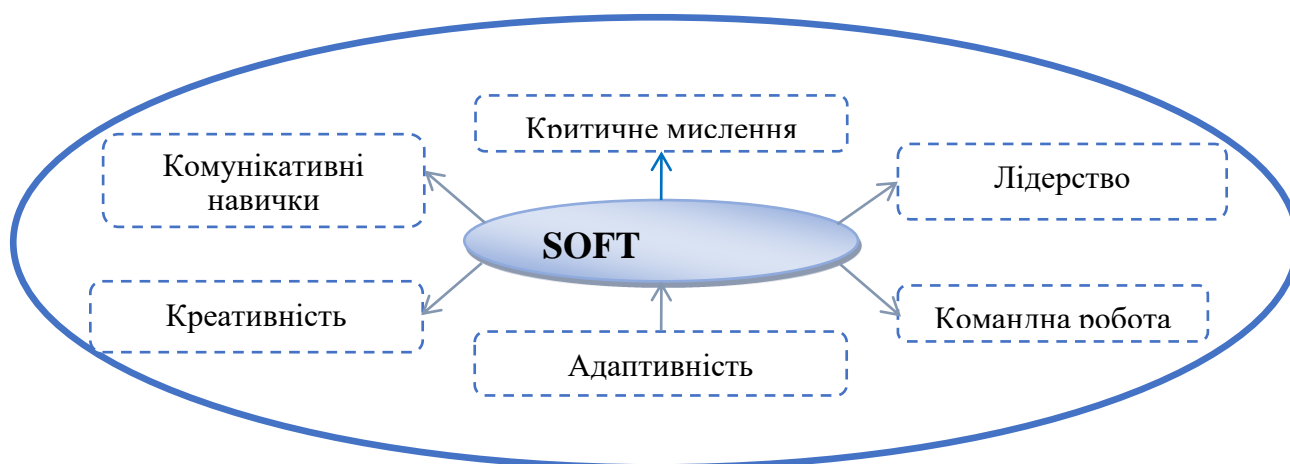 Критичне мислення
Комунікативні
навички
Лідерство
SOFT
Креативність
Командна робота
Адаптивність